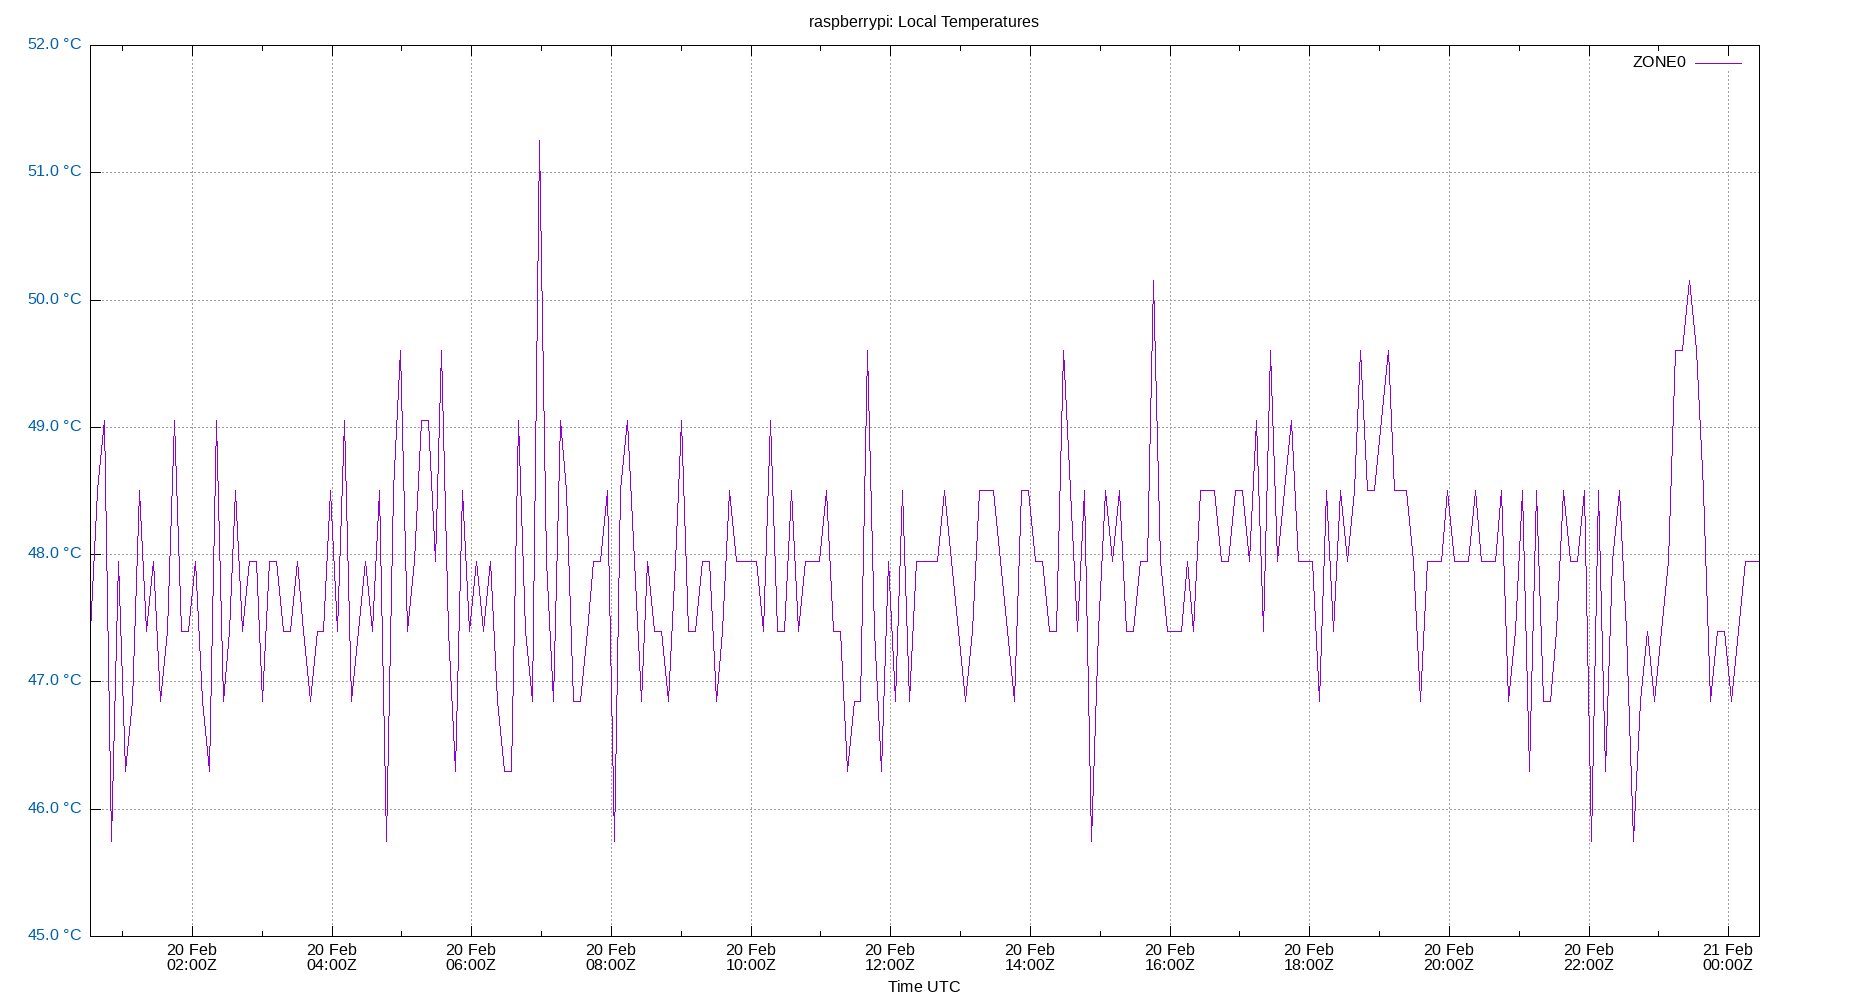 raspberrypi: Local Temperatures
52.0 °C
ZONE0
51.0 °C
50.0 °C
49.0 °C
48.0 °C
47.0 °C
46.0 °C
45.0 °C
20 Feb 20 Feb 20 Feb 20 Feb 20 Feb 20 Feb 20 Feb 20 Feb 20 Feb 20 Feb 20 Feb 21 Feb
02:00Z 04:00Z 06:00Z 08:00Z 10:00Z 12:00Z 14:00Z 16:00Z 18:00Z 20:00Z 22:00Z 00:00Z
Time UTC